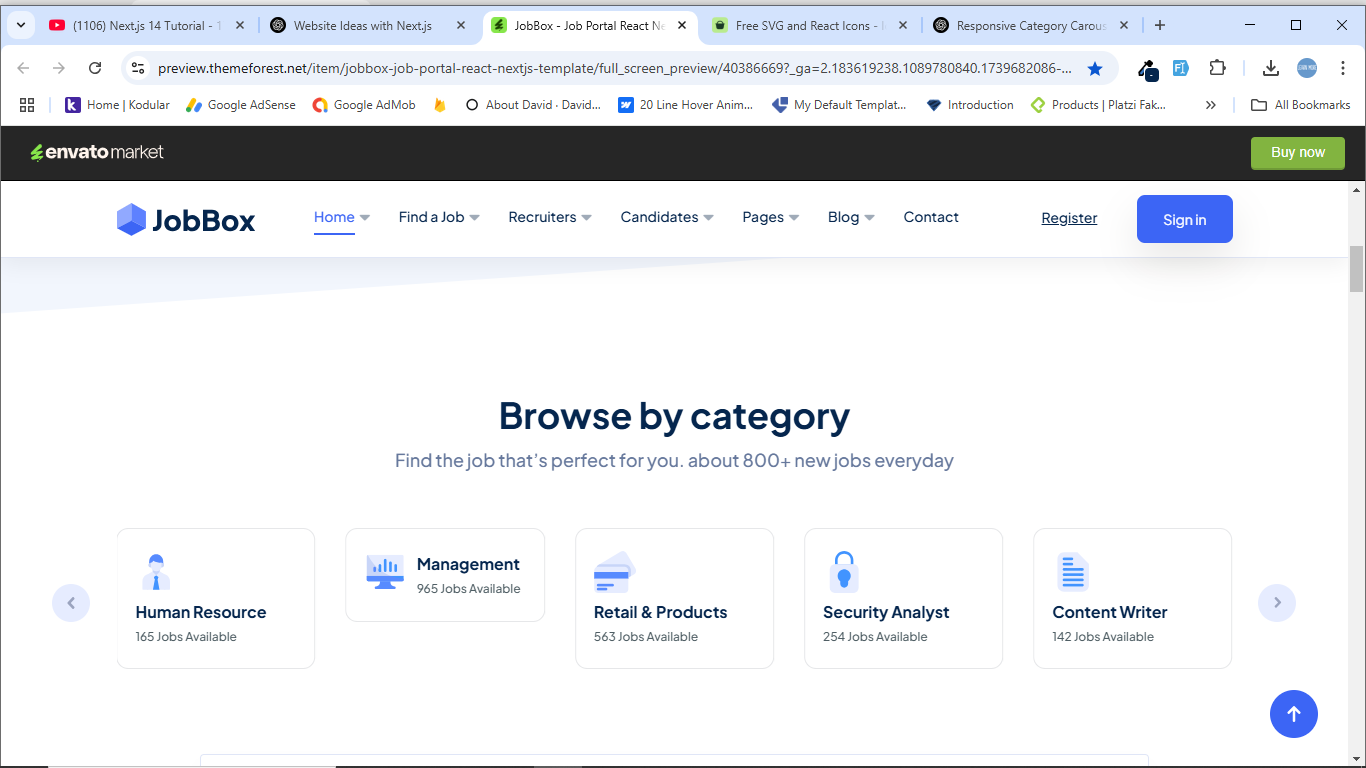 (1106) Next.js 14 Tutorial - 1
Website Ideas with Next.js
JobBox - Job Portal React Ne
Free SVG and React Icons -
Responsive Category Carous
preview.themeforest.net/item/jobbox-job-portal-react-nextjs-template/full_screen_preview/40386669?_ga=2.183619238.1089780840.1739682086-...
Home | Kodular
Google AdSense
Google AdMob
About David · David...
20 Line Hover Anim...
My Default Templat...
Introduction
Products | Platzi Fak...
All Bookmarks
envato market
Buy now
JobBox
Home
Find a Job
Recruiters
Candidates
Pages
Blog
Contact
Register
Sign in
Browse by category
Find the job that's perfect for you. about 800+ new jobs everyday
Human Resource
165 Jobs Available
Management
965 Jobs Available
Retail & Products
563 Jobs Available
Security Analyst
254 Jobs Available
Content Writer
142 Jobs Available